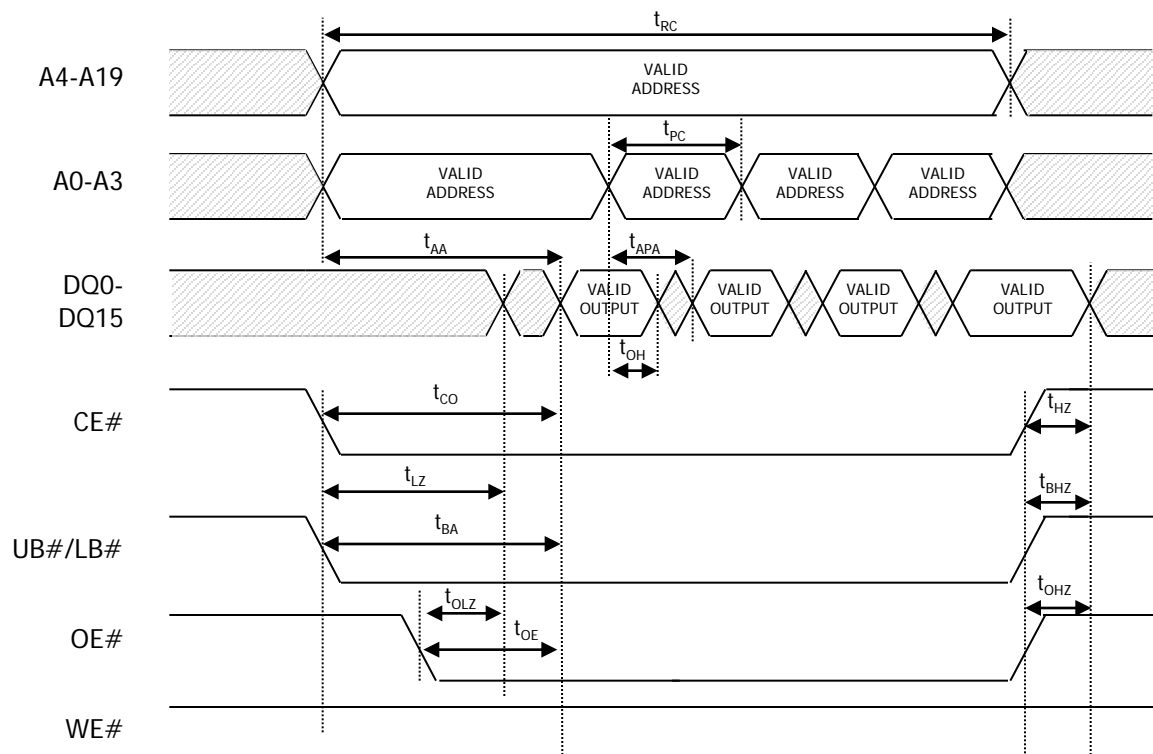 tRC
A4-A19
VALID
ADDRESS
tPC
A0-A3
VALID
ADDRESS
VALID
ADDRESS
VALID
ADDRESS
VALID
ADDRESS
tAA
tAPA
DQ0-
DQ15
VALID
OUTPUT
VALID
OUTPUT
VALID
OUTPUT
VALID
OUTPUT
tOH
CE#
tCO
tHZ
tLZ
tBHZ
UB#/LB#
tBA
tOHZ
OE#
tOLZ
tOE
WE#